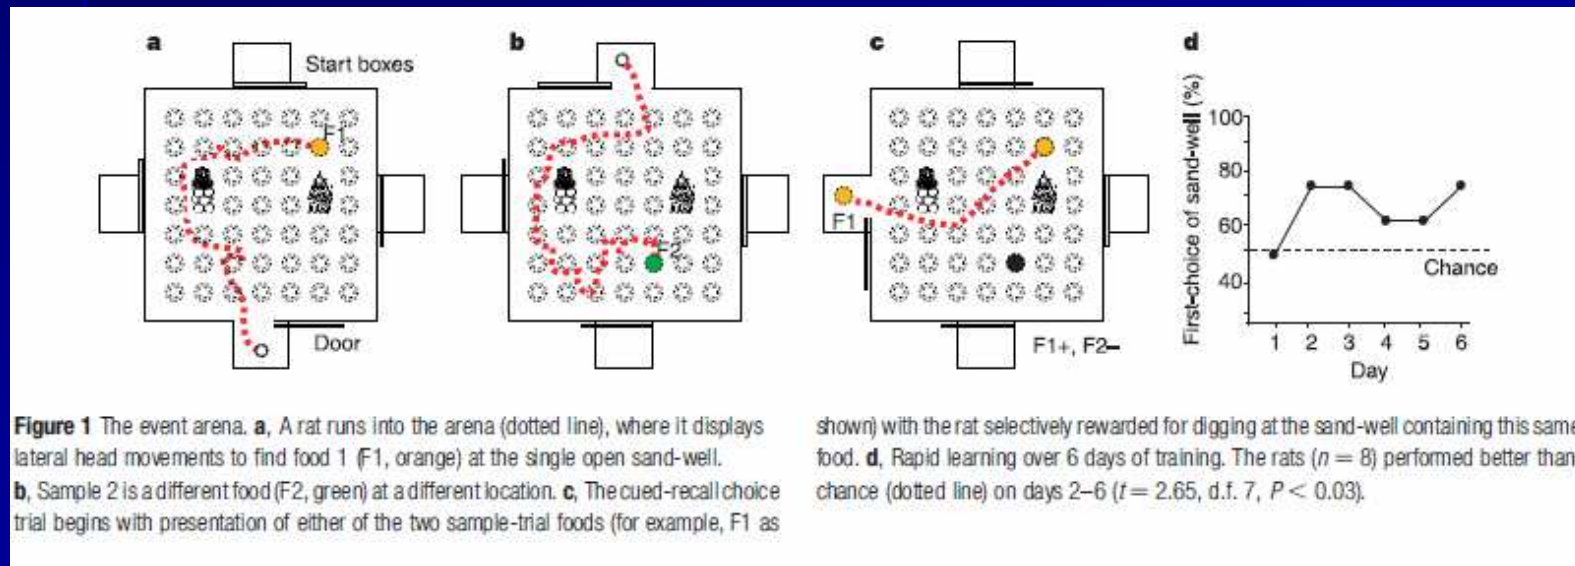 a
Start boxes
F1
Door
b
F2
c
F1
F1+, F2–
d
First-choice of sand-well (%)
100
80
60
40
Chance
1 2 3 4 5 6
Day
Figure 1 The event arena. a, A rat runs into the arena (dotted line), where it displays
lateral head movements to find food 1 (F1, orange) at the single open sand-well.
b, Sample 2 is a different food (F2, green) at a different location. c, The cued-recall choice
trial begins with presentation of either of the two sample-trial foods (for example, F1 as
shown) with the rat selectively rewarded for digging at the sand-well containing this same
food. d, Rapid learning over 6 days of training. The rats (n = 8) performed better than
chance (dotted line) on days 2–6 (t = 2.65, d.f. 7, P < 0.03).